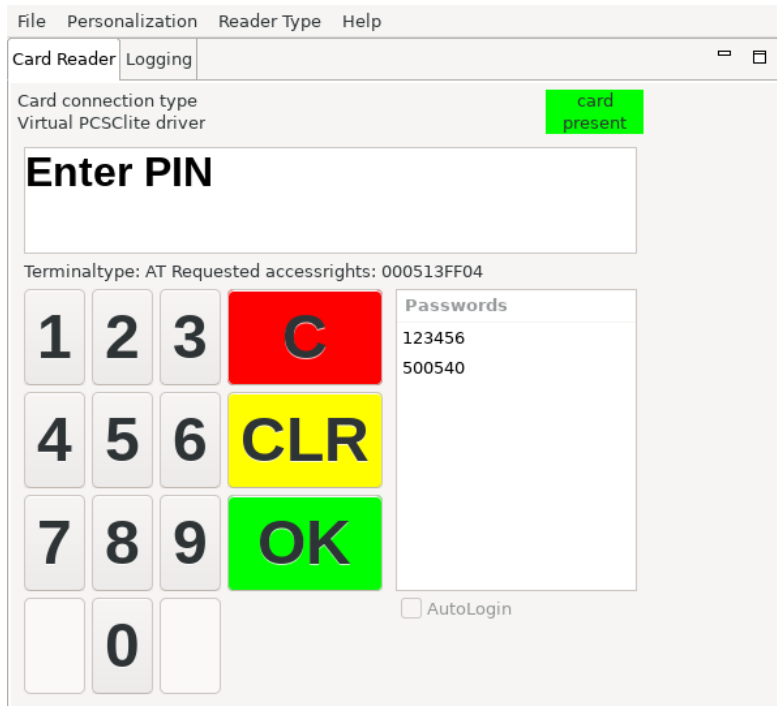 File Personalization Reader Type Help
Card Reader Logging
Card connection type
Virtual PCSClite driver
card
present
Enter PIN
Terminaltype: AT Requested accessrights: 000513FF04
1 2 3 C
4 5 6 CLR
7 8 9 OK
0
Passwords
123456
500540
AutoLogin